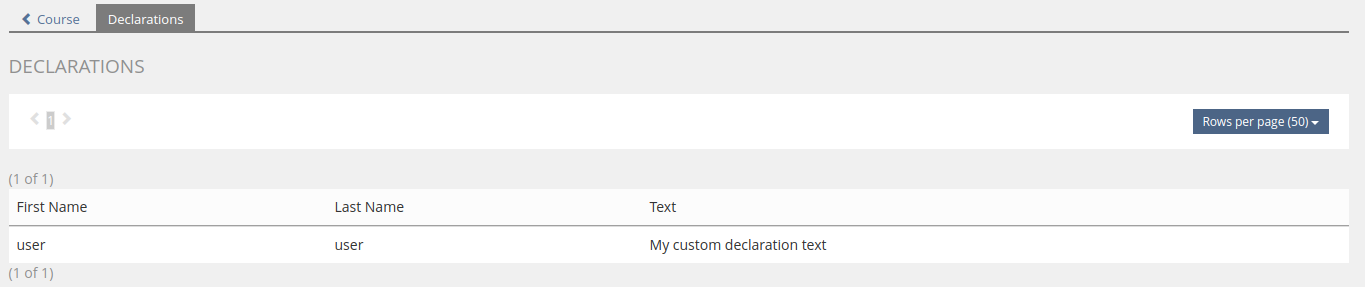 Course Declarations
DECLARATIONS
1 Rows per page (50)
(1 of 1)
First Name Last Name Text
user user My custom declaration text
(1 of 1)